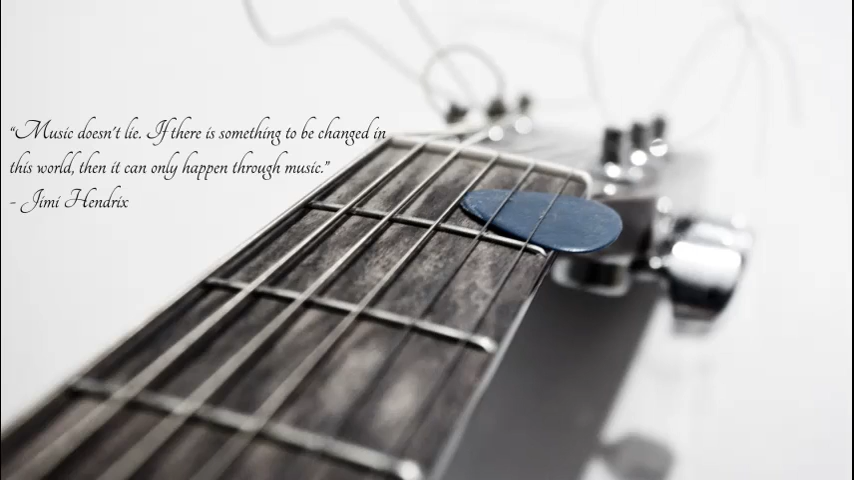 “Music doesn't lie. If there is something to be changed in
this world, then it can only happen through music.”
- Jimi Hendrix